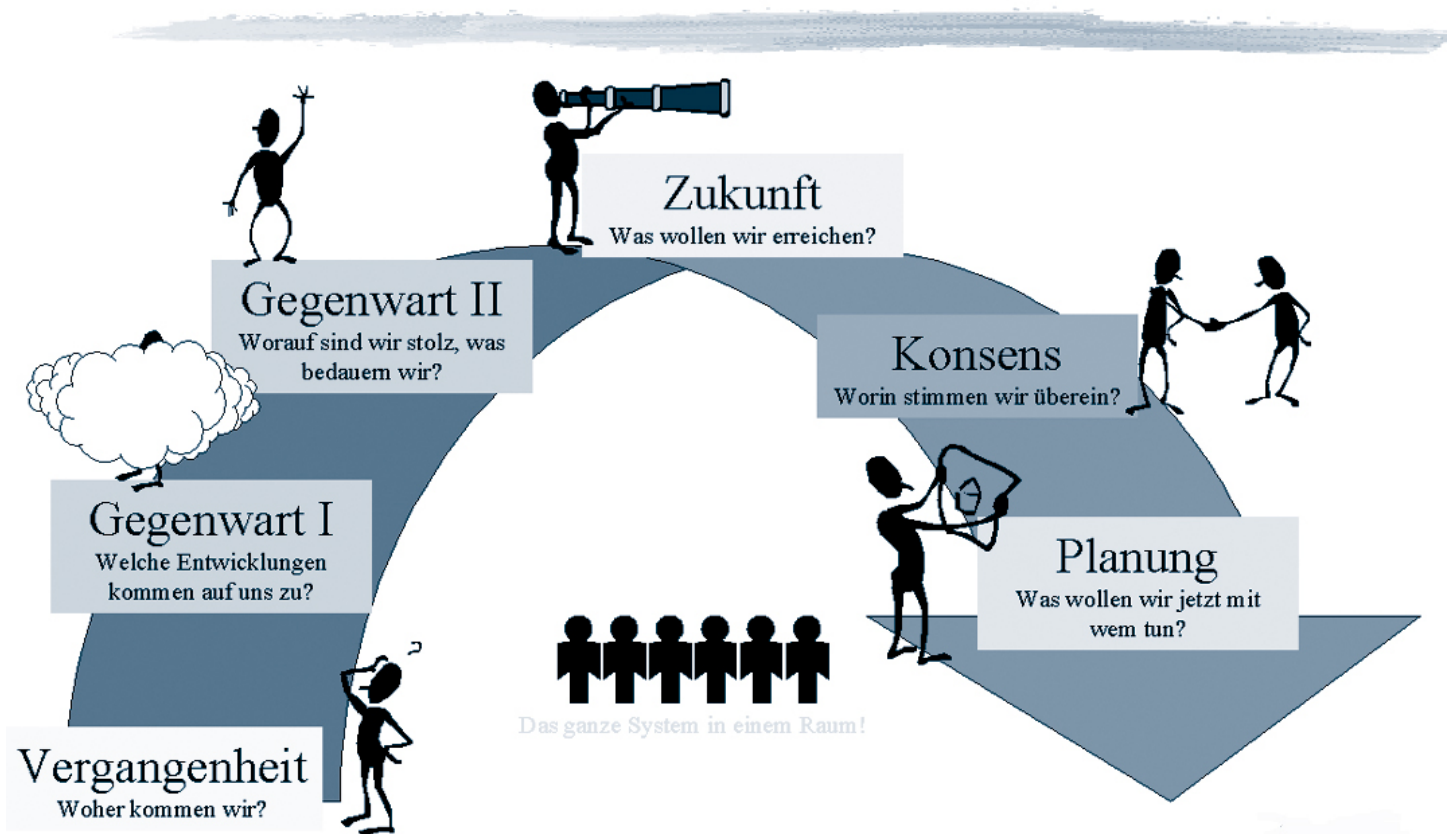 Zukunft
Was wollen wir erreichen?
Gegenwart II
Worauf sind wir stolz, was
bedauern wir?
Konsens
Worin stimmen wir überein?
Gegenwart I
Welche Entwicklungen
kommen auf uns zu?
Planung
Was wollen wir jetzt mit
wem tun?
Das ganze System in einem Raum!
Vergangenheit
Woher kommen wir?